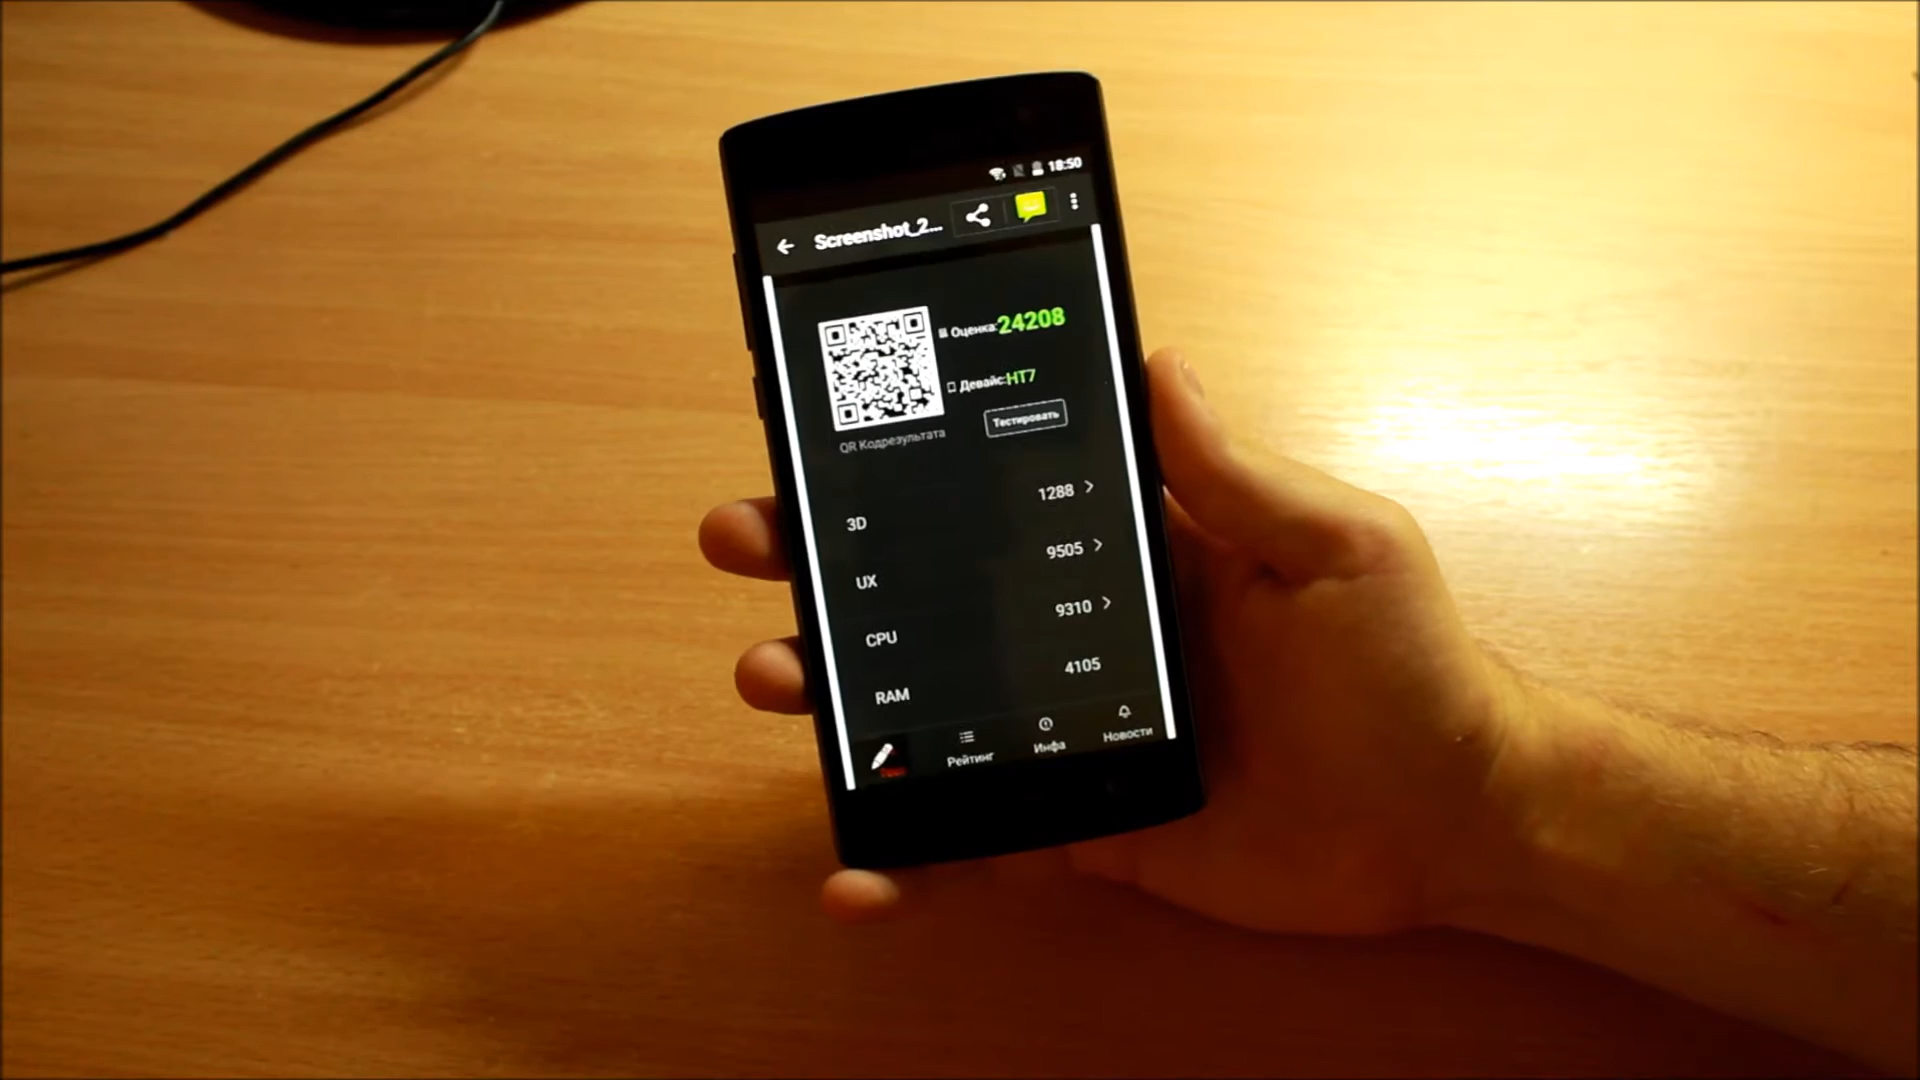 18:50
Screenshot_2...
Оценка:24208
Девайс:HT7
Тестировать
QR Кодрезультата
3D 1288
UX 9505
CPU 9310
RAM 4105
Рейтинг Инфа Новости